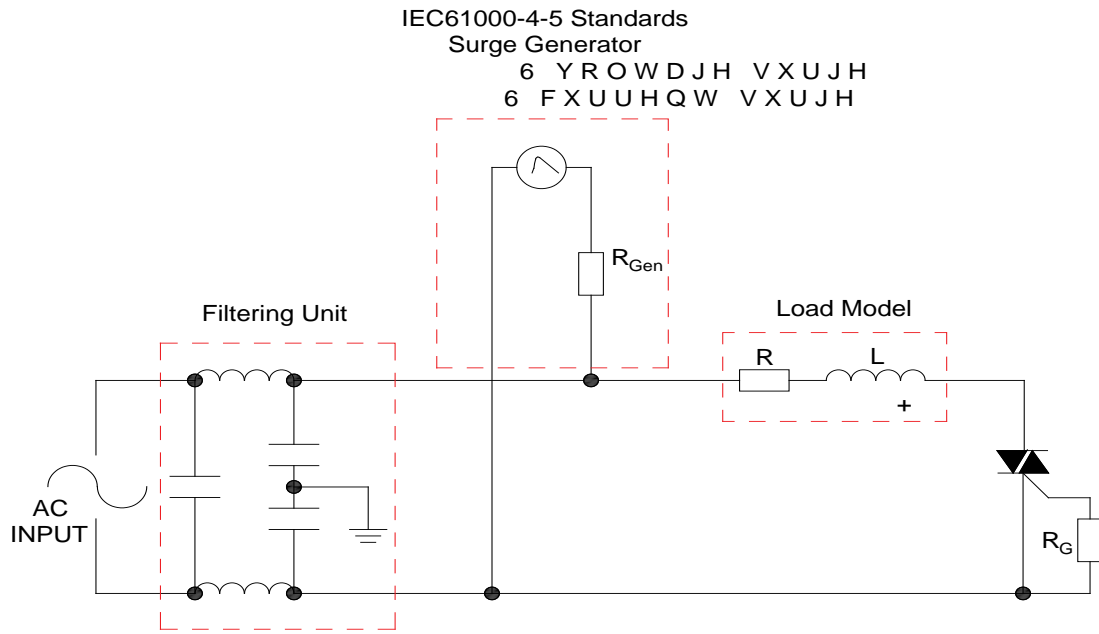 IEC61000-4-5 Standards
Surge Generator
6 YROWDJH VXUJH
6 FXUUHQW VXUJH
RGen
Filtering Unit
Load Model
R L
+
AC
INPUT
RG